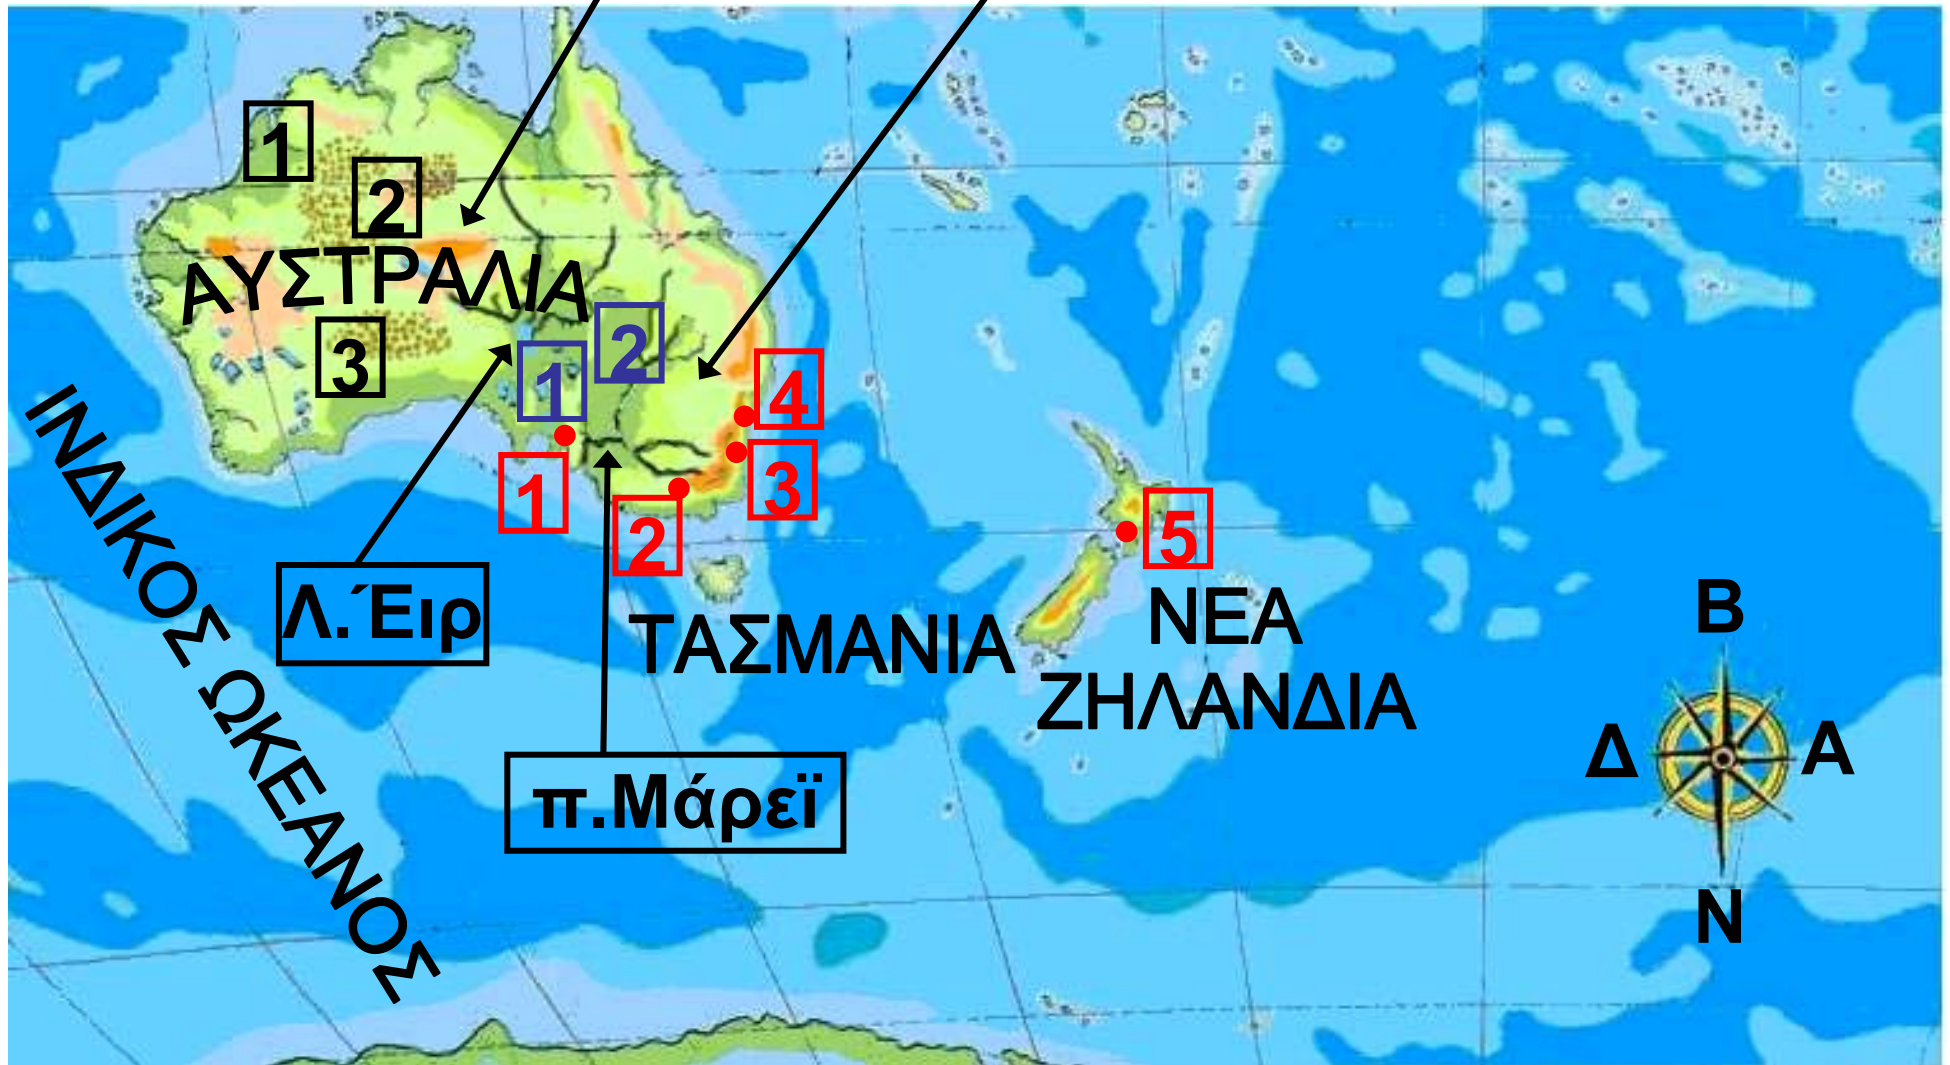 1
2
ΑΥΣΤΡΑΛΙΑ
3
2
1
4
1
3
2
5
ΙΝΔΙΚΟΣ ΩΚΕΑΝΟΣ
Λ.Έιρ
ΤΑΣΜΑΝΙΑ
ΝΕΑ
ΖΗΛΑΝΔΙΑ
π.Μάρεϊ
Β
Δ
Α
Ν